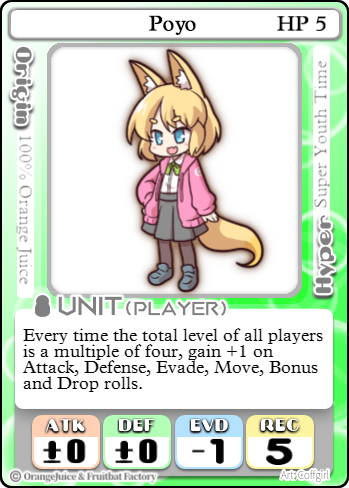 Poyo HP 5
Origin
100% Orange Juice
Hyper
Super Youth Time
UNIT (PLAYER)
Every time the total level of all players
is a multiple of four, gain +1 on
Attack, Defense, Evade, Move, Bonus
and Drop rolls.
ATK DEF EVD REC
±0 ±0 -1 5
© OrangeJuice & Fruitbat Factory Art: Coffgirl